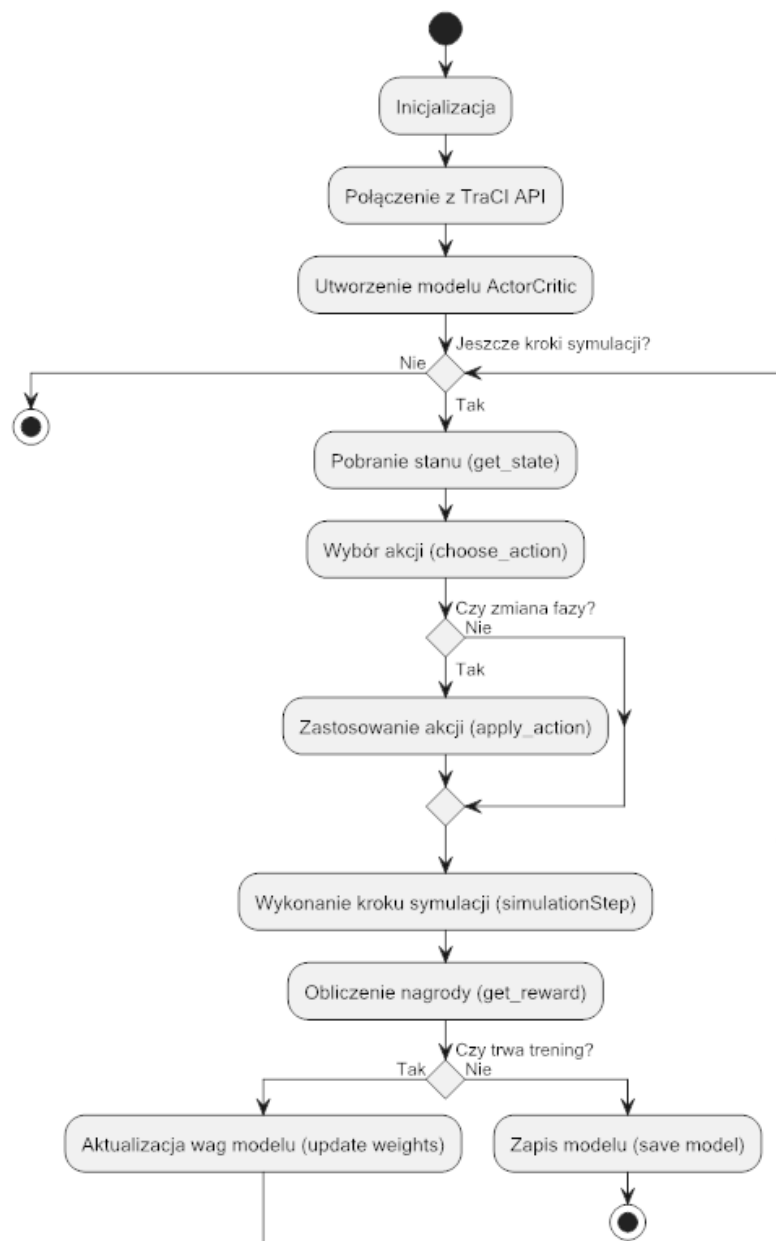 Inicjalizacja
Połączenie z TraCI API
Utworzenie modelu ActorCritic
Jeszcze kroki symulacji?
Nie
Tak
Pobranie stanu (get_state)
Wybór akcji (choose_action)
Czy zmiana fazy?
Nie
Tak
Zastosowanie akcji (apply_action)
Wykonanie kroku symulacji (simulationStep)
Obliczenie nagrody (get_reward)
Czy trwa trening?
Tak
Nie
Aktualizacja wag modelu (update weights)
Zapis modelu (save model)